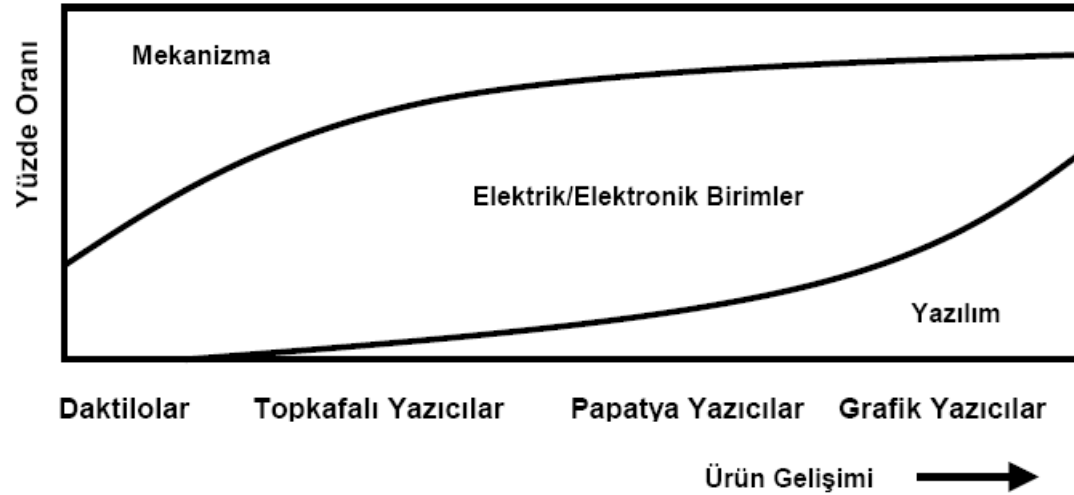 Yüzde Oranı
Mekanizma
Elektrik/Elektronik Birimler
Yazılım
Daktilolar Topkafalı Yazıcılar Papatya Yazıcılar Grafik Yazıcılar
Ürün Gelişimi